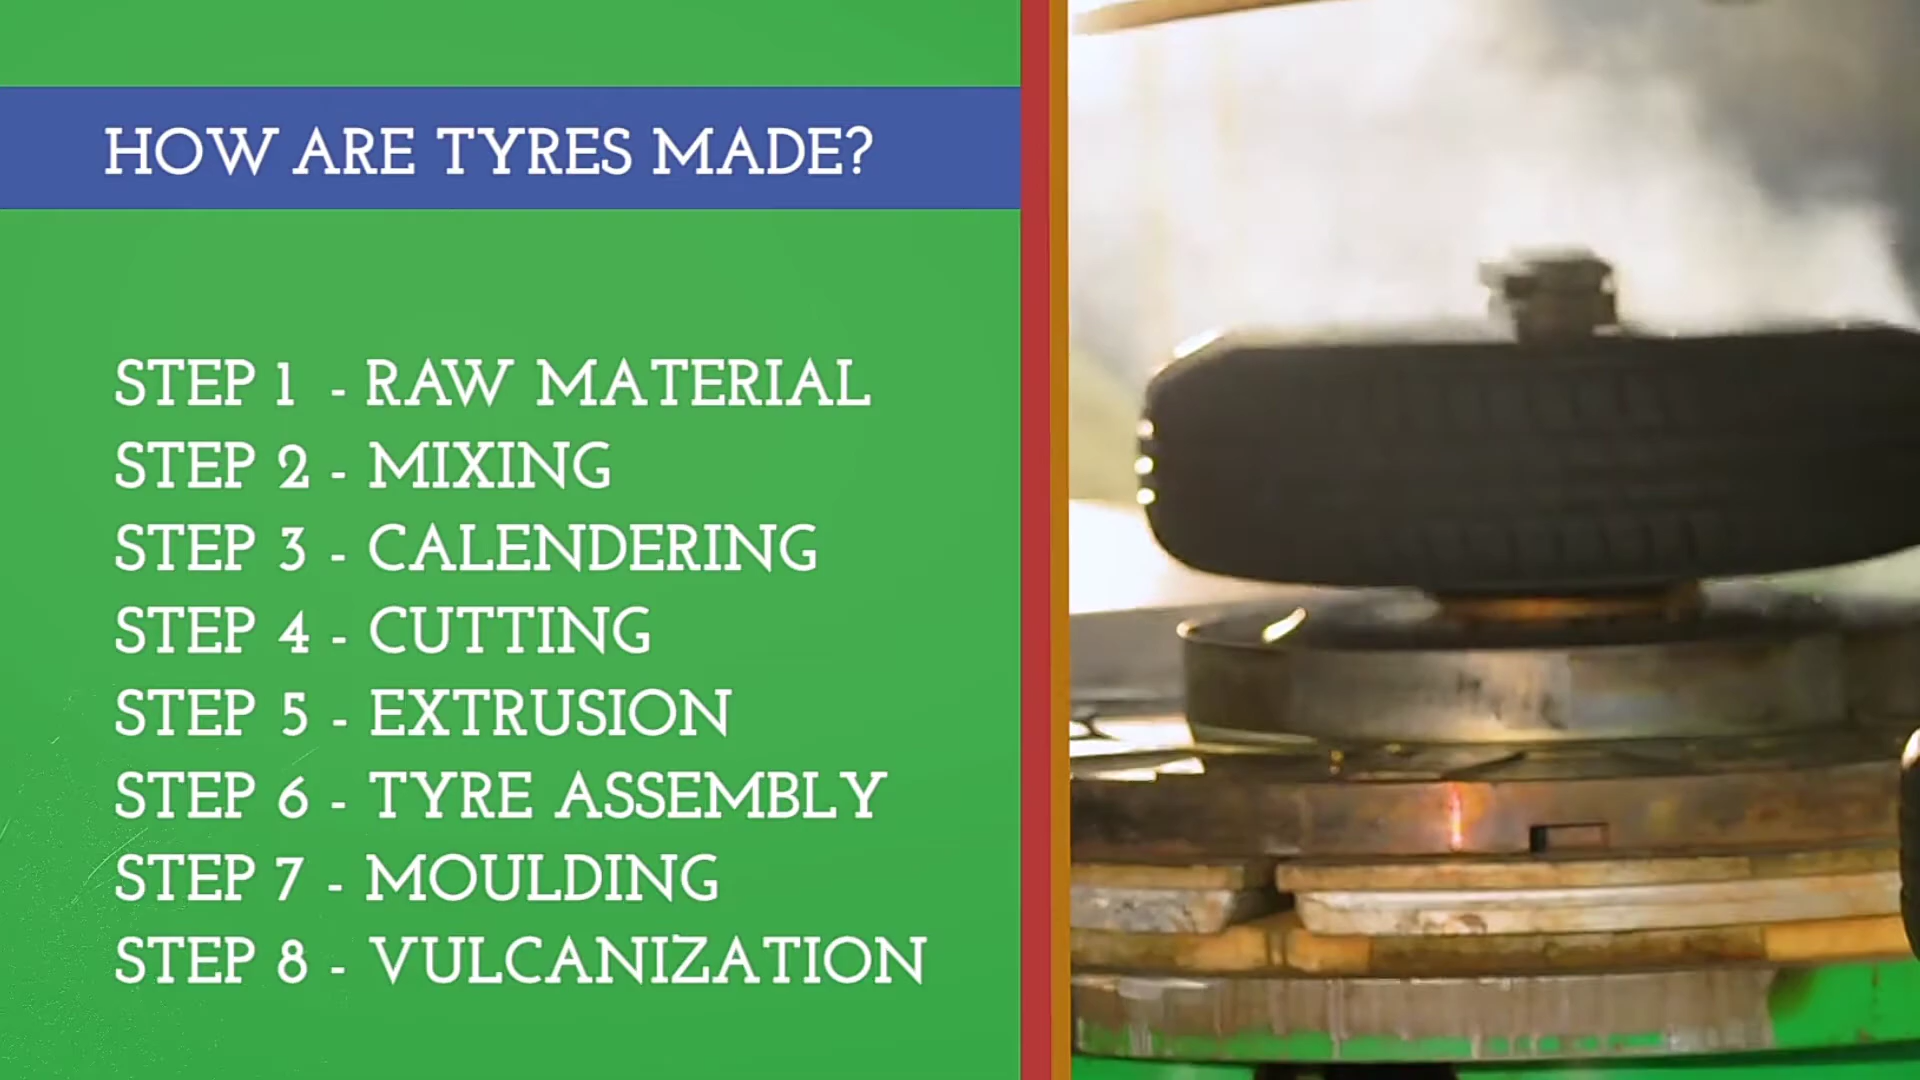 HOW ARE TYRES MADE?
STEP 1 - RAW MATERIAL
STEP 2 - MIXING
STEP 3 - CALENDERING
STEP 4 - CUTTING
STEP 5 - EXTRUSION
STEP 6 - TYRE ASSEMBLY
STEP 7 - MOULDING
STEP 8 - VULCANIZATION